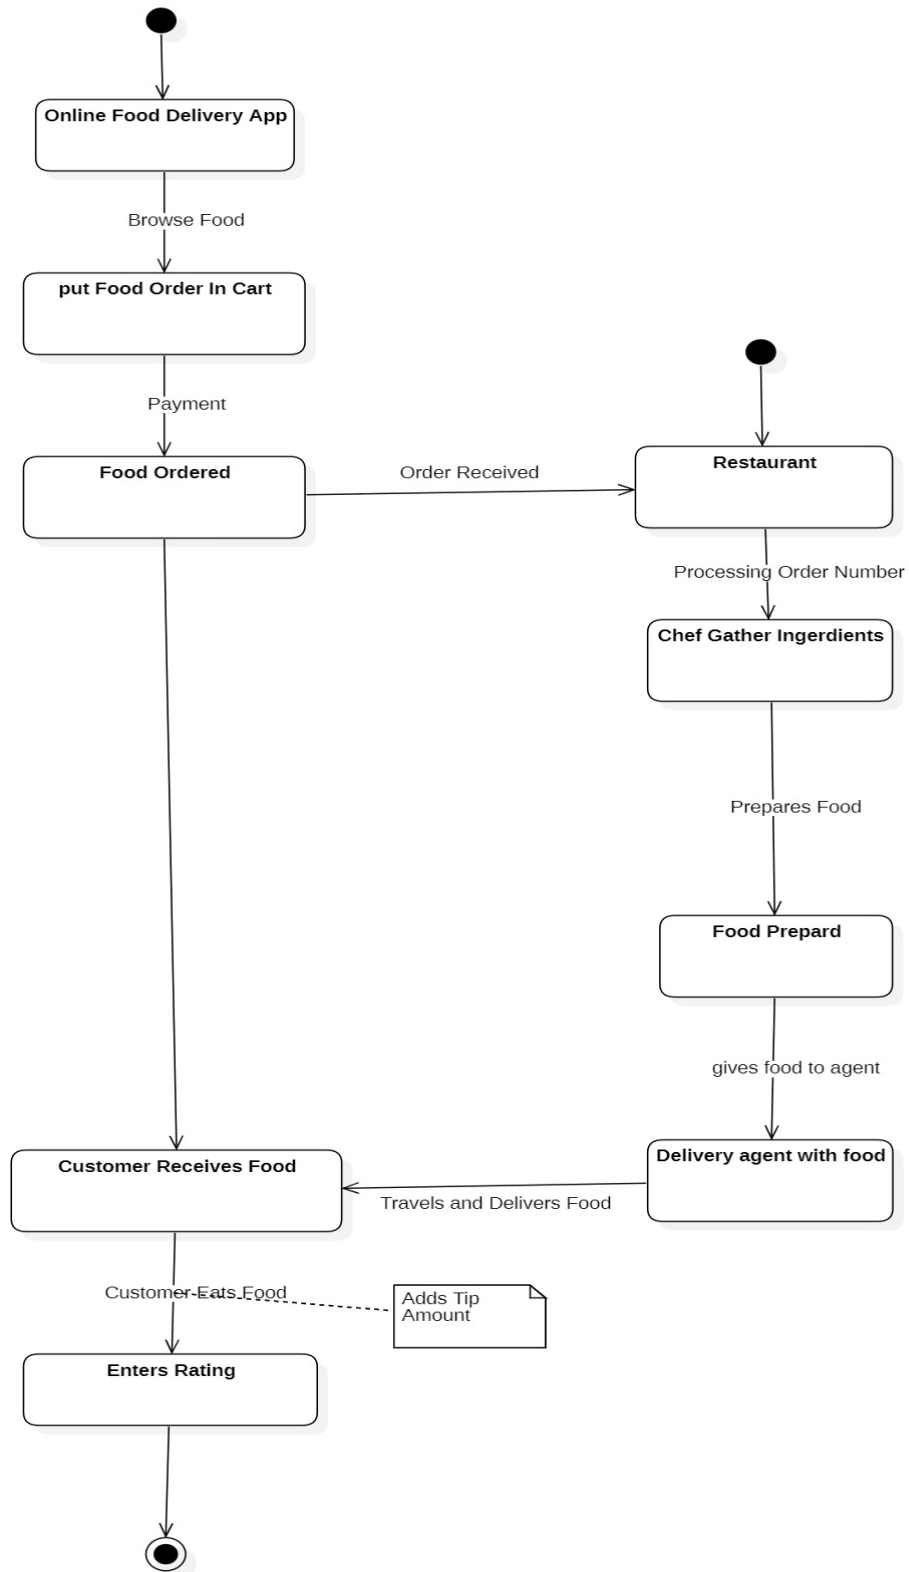 Online Food Delivery App
Browse Food
put Food Order In Cart
Payment
Food Ordered
Order Received
Restaurant
Processing Order Number
Chef Gather Ingerdients
Prepares Food
Food Prepard
gives food to agent
Delivery agent with food
Customer Receives Food
Travels and Delivers Food
Customer Eats Food
Adds Tip
Amount
Enters Rating